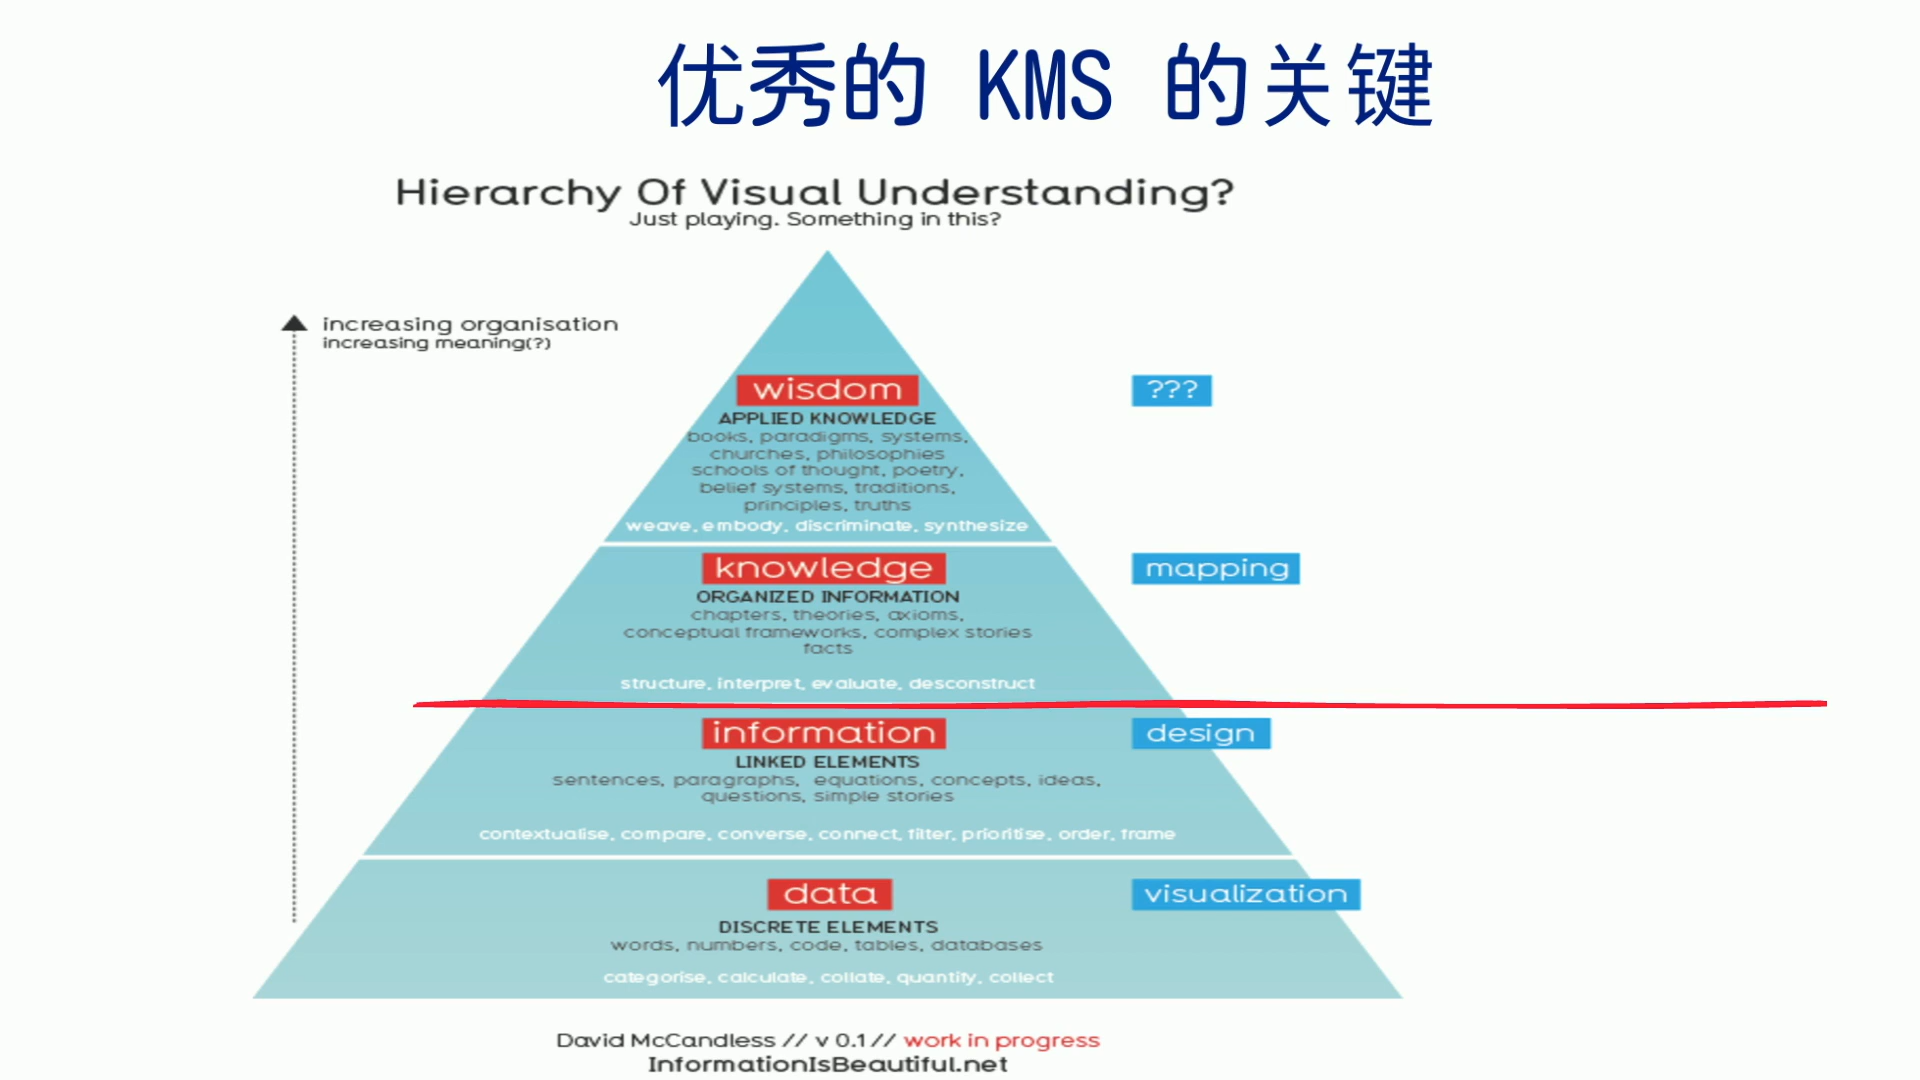 优秀的 KMS 的关键
Hierarchy Of Visual Understanding?
Just playing. Something in this?
increasing organisation
increasing meaning(?)
wisdom
???
APPLIED KNOWLEDGE
books, paradigms, systems,
churches, philosophies
schools of thought, poetry,
belief systems, traditions,
principles, truths
weave, embody, discriminate, synthesize
knowledge
mapping
ORGANIZED INFORMATION
chapters, theories, axioms,
conceptual frameworks, complex stories
facts
structure, interpret, evaluate, desconstruct
information
design
LINKED ELEMENTS
sentences, paragraphs, equations, concepts, ideas,
questions, simple stories
contextualise, compare, converse, connect, filter, prioritise, order, frame
data
visualization
DISCRETE ELEMENTS
words, numbers, code, tables, databases
categorise, calculate, collate, quantify, collect
David McCandless // v 0.1 // work in progress
InformationIsBeautiful.net